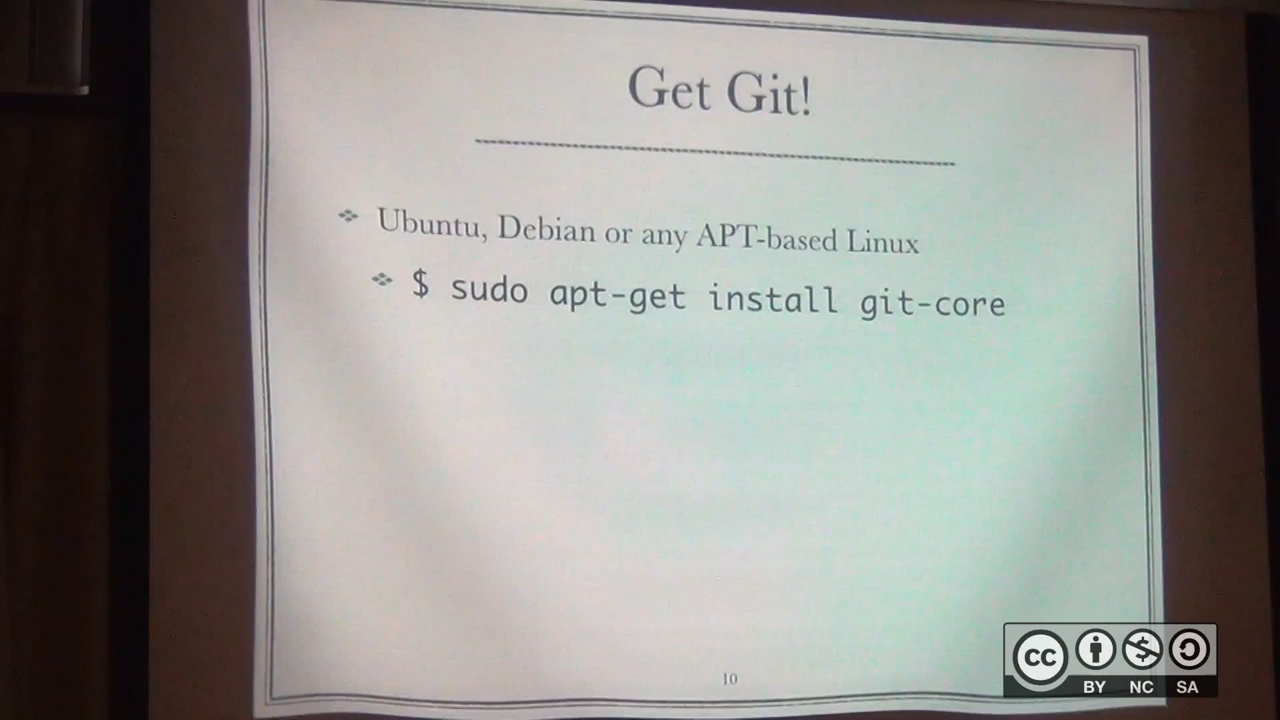 Get Git!
Ubuntu, Debian or any APT-based Linux
$ sudo apt-get install git-core
10
CC
BY NC SA